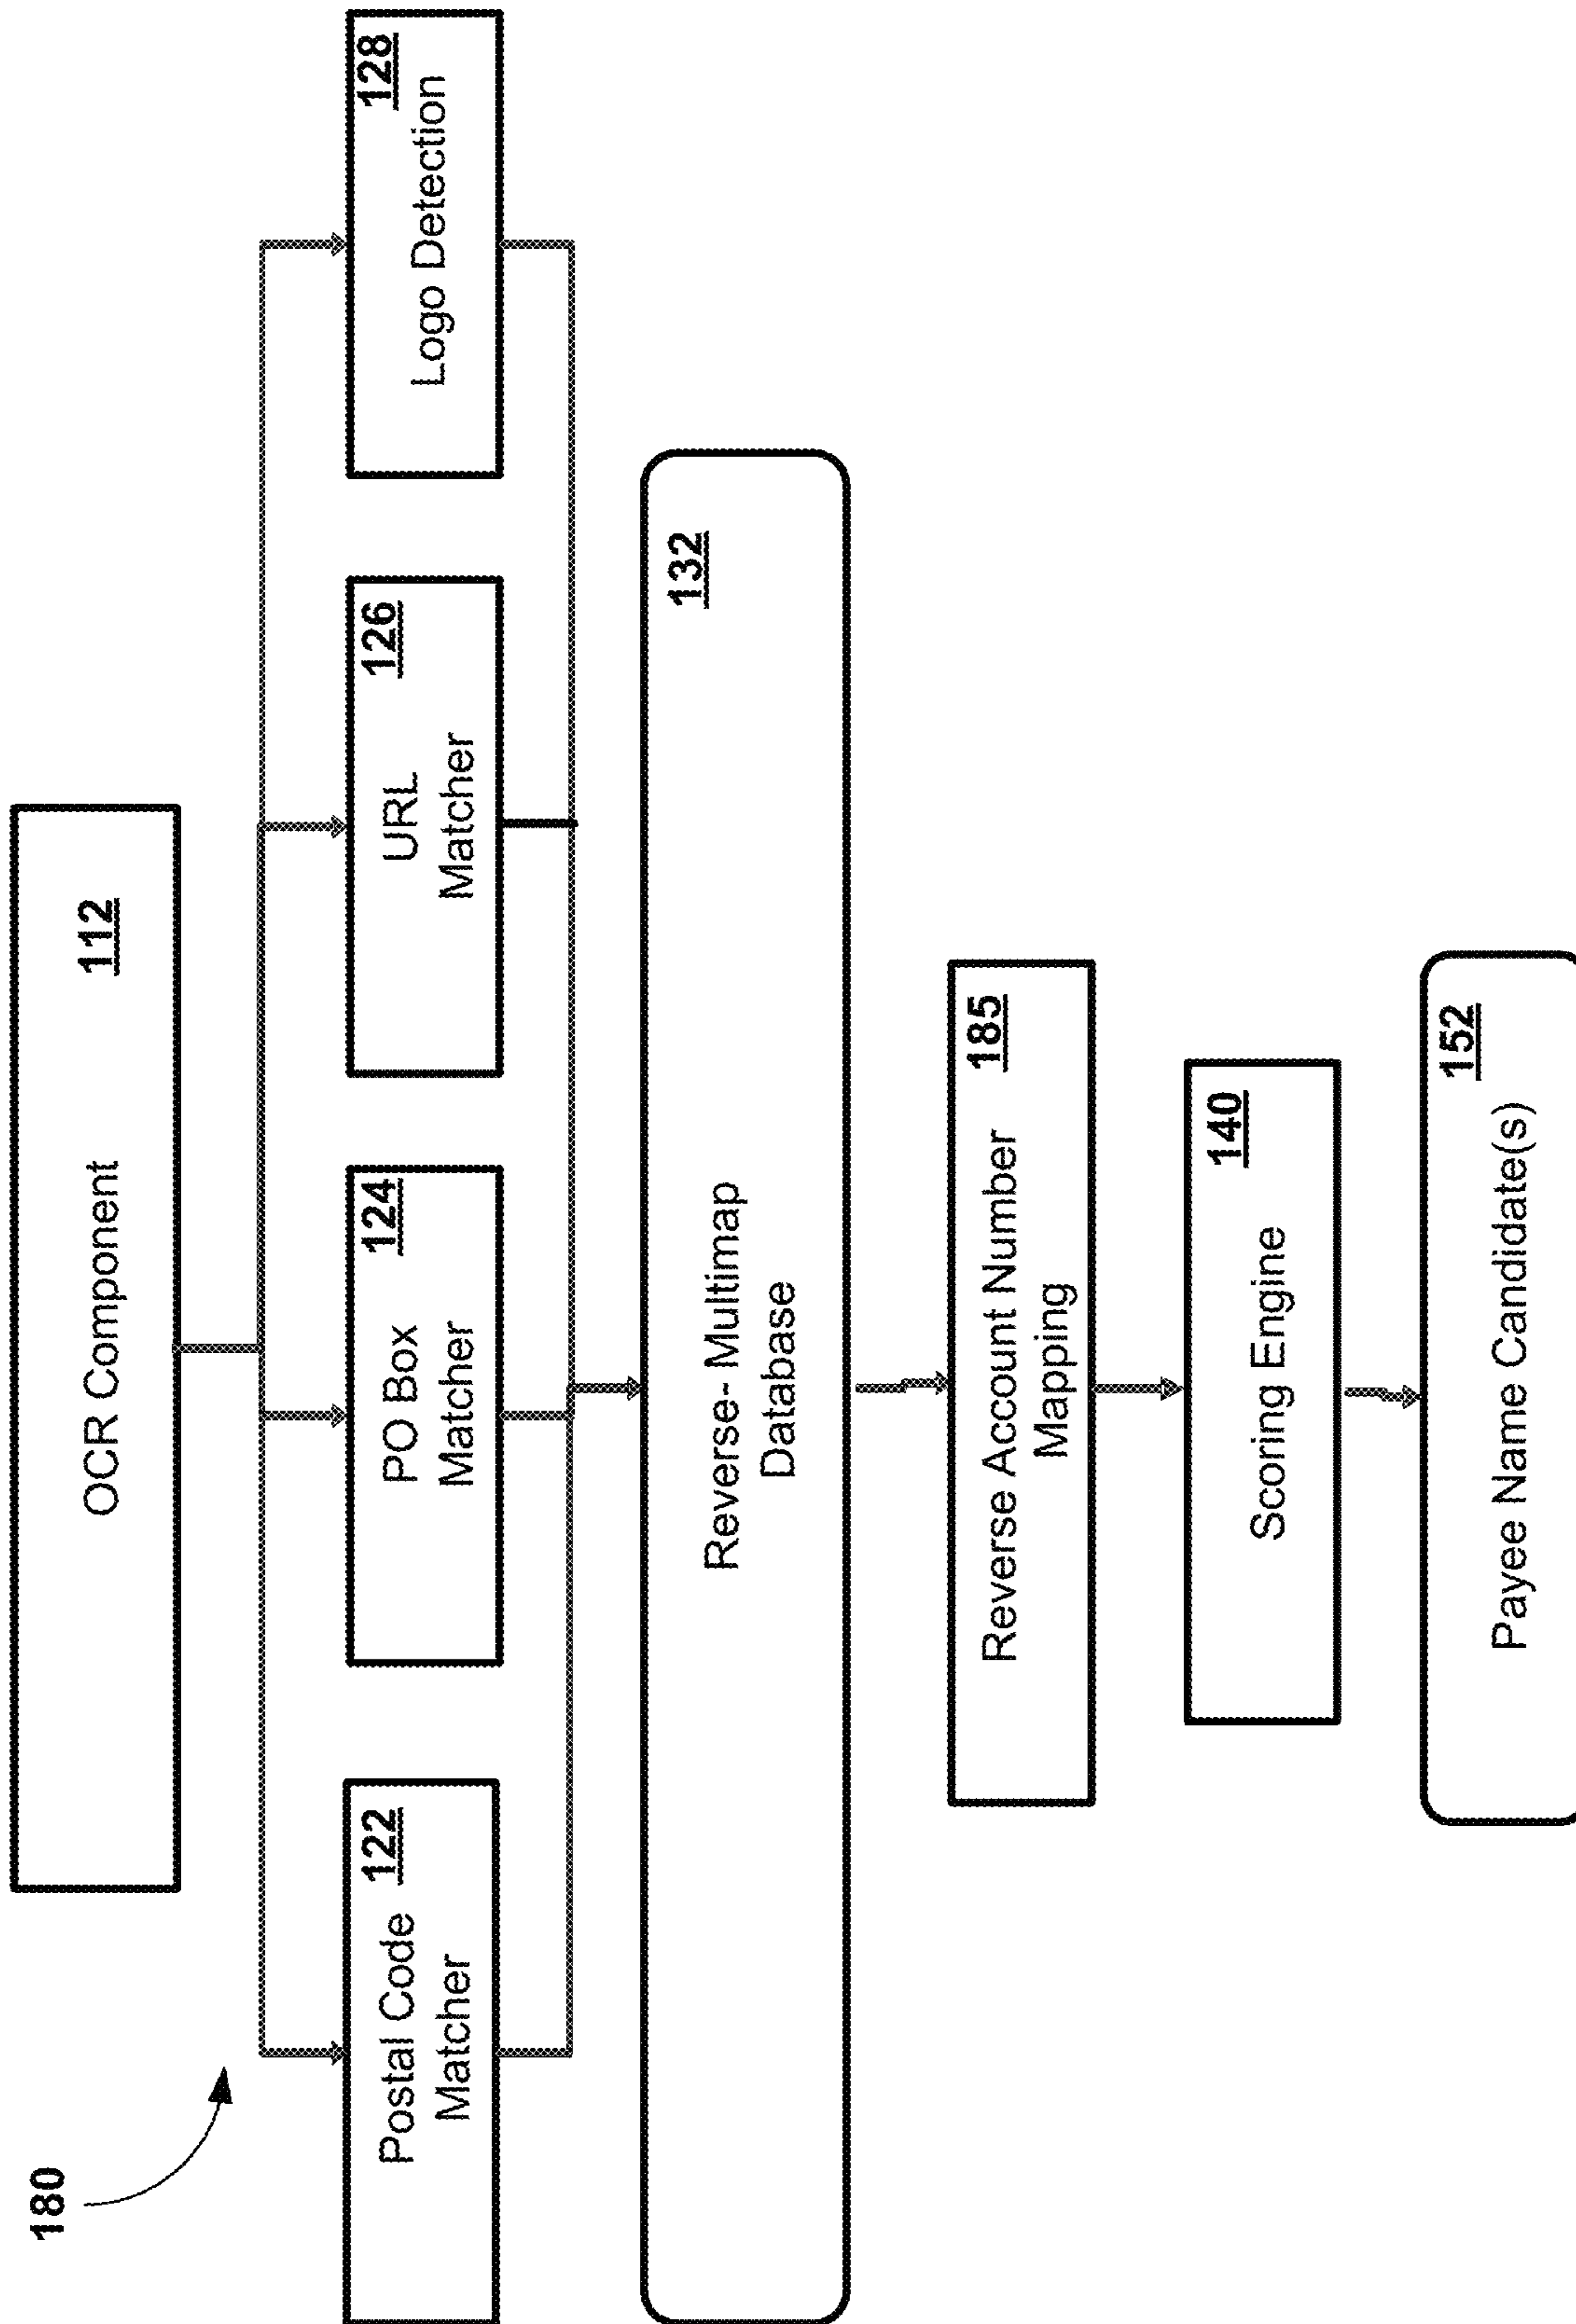 180
OCR Component
112
Postal Code
Matcher
122
PO Box
Matcher
124
URL
Matcher
126
Logo Detection
128
Reverse- Multimap
Database
132
Reverse Account Number
Mapping
185
Scoring Engine
140
Payee Name Candidate(s)
152